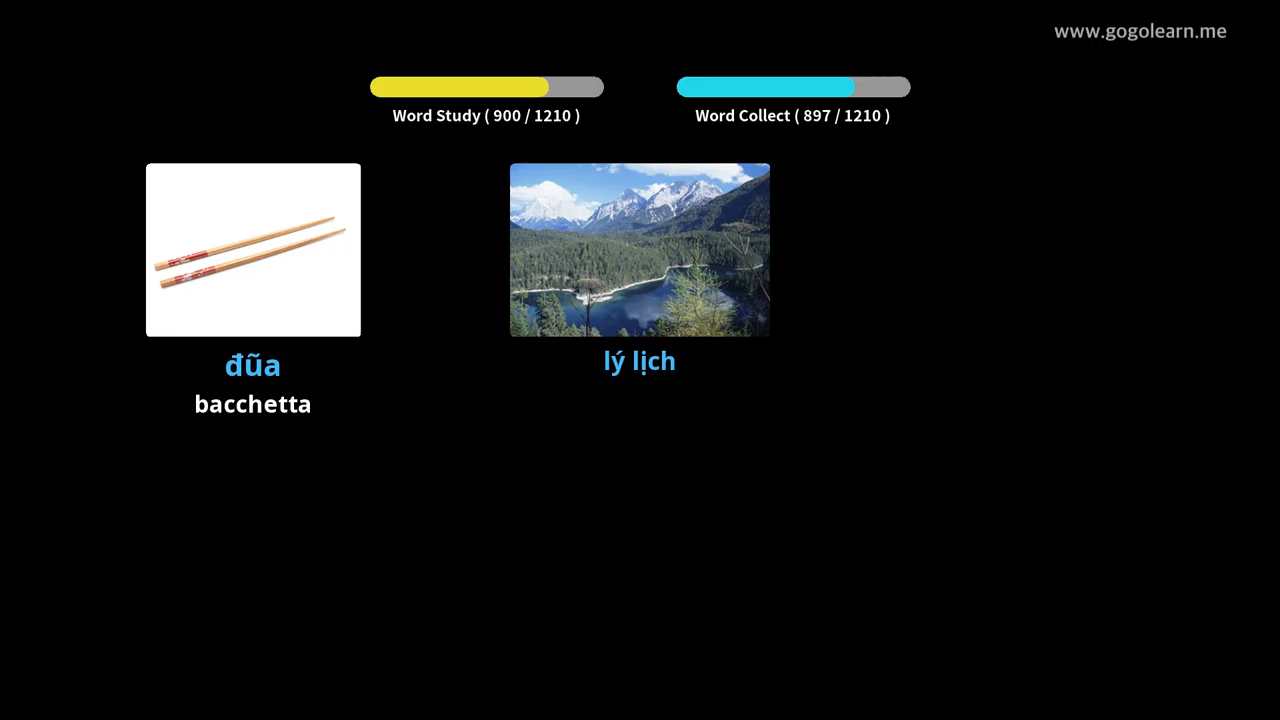 www.gogolearn.me
Word Study ( 900 / 1210 )
Word Collect ( 897 / 1210 )
đũa
bacchetta
lý lịch